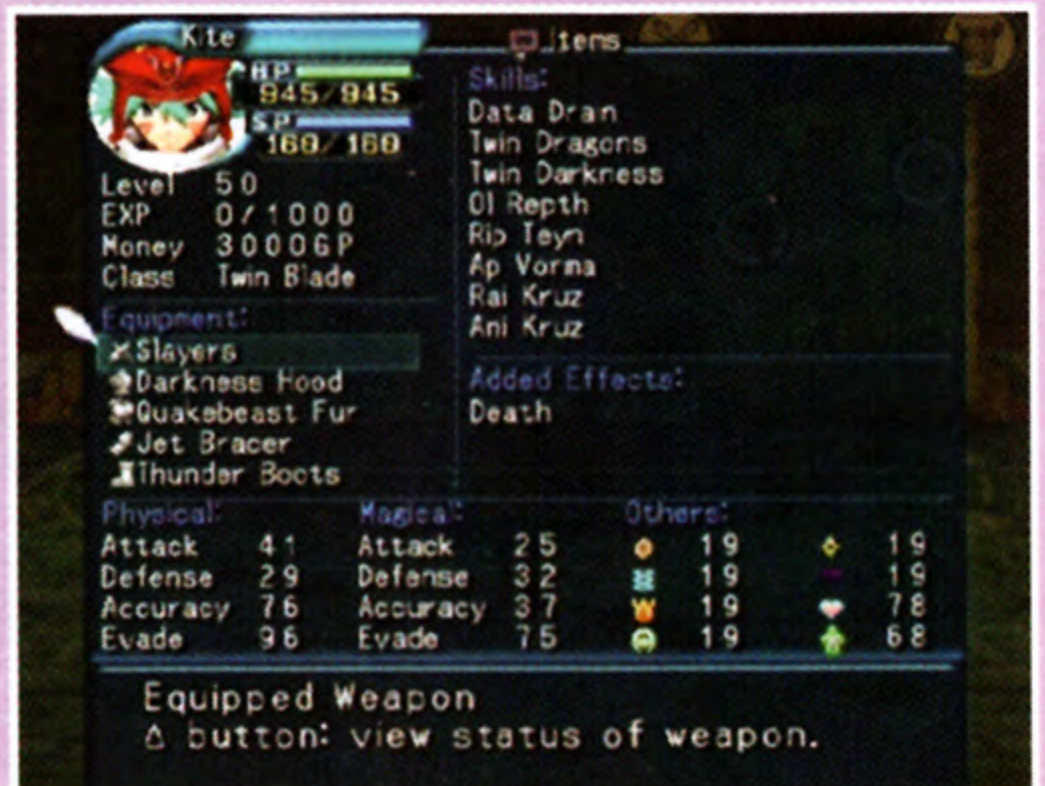 Kite
Items
HP
945/945
SP
160/160
Level 50
EXP 0/1000
Money 3000GP
Class Twin Blade
Equipment:
Slayers
Darkness Hood
Quakebeast Fur
Jet Bracer
Thunder Boots
Skills:
Data Dran
Twin Dragons
Twin Darkness
Ol Repth
Rip Teyn
Ap Vorma
Rai Kruz
Ani Kruz
Added Effects:
Death
Physical: Magical: Others:
Attack 41 Attack 25 19 19
Defense 29 Defense 32 19 19
Accuracy 76 Accuracy 37 19 78
Evade 96 Evade 75 19 68
Equipped Weapon
△ button: view status of weapon.